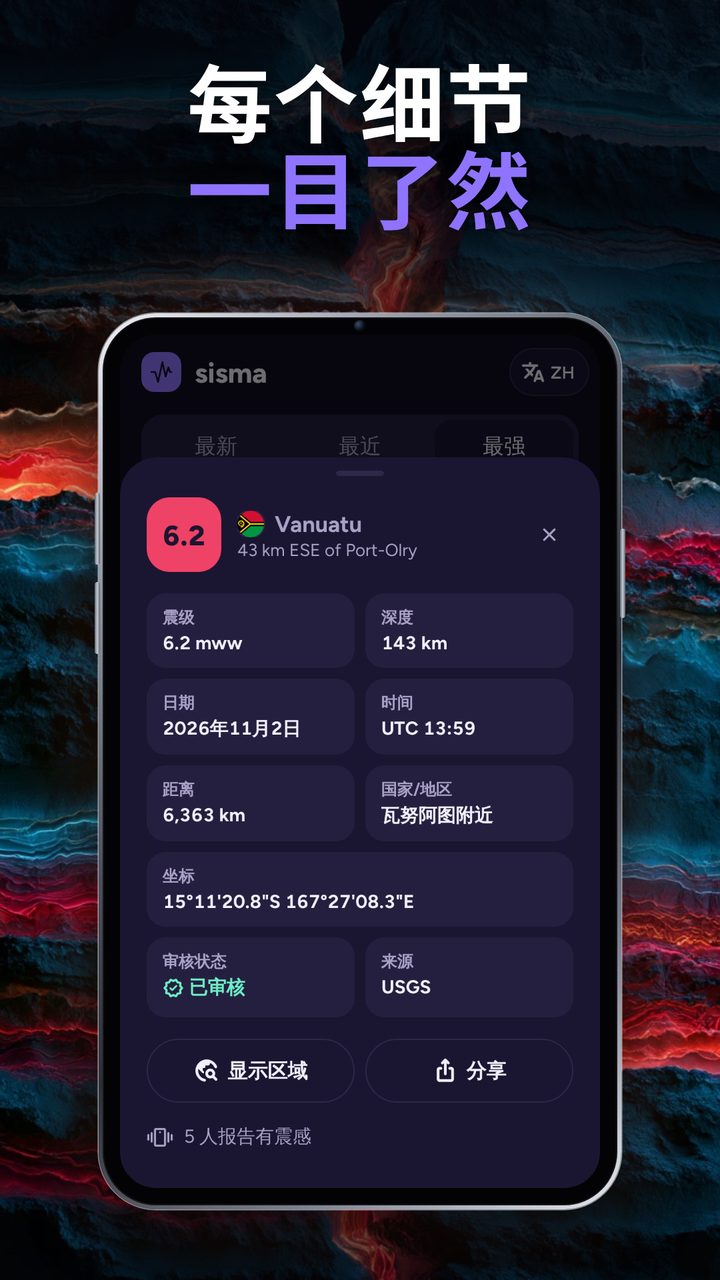 每个细节
一目了然
sisma
ZH
最新 最近 最强
6.2
Vanuatu
43 km ESE of Port-Olry
震级 深度
6.2 mww 143 km
日期 时间
2026年11月2日 UTC 13:59
距离 国家/地区
6,363 km 瓦努阿图附近
坐标
15°11'20.8"S 167°27'08.3"E
审核状态 来源
已审核 USGS
显示区域 分享
5 人报告有震感